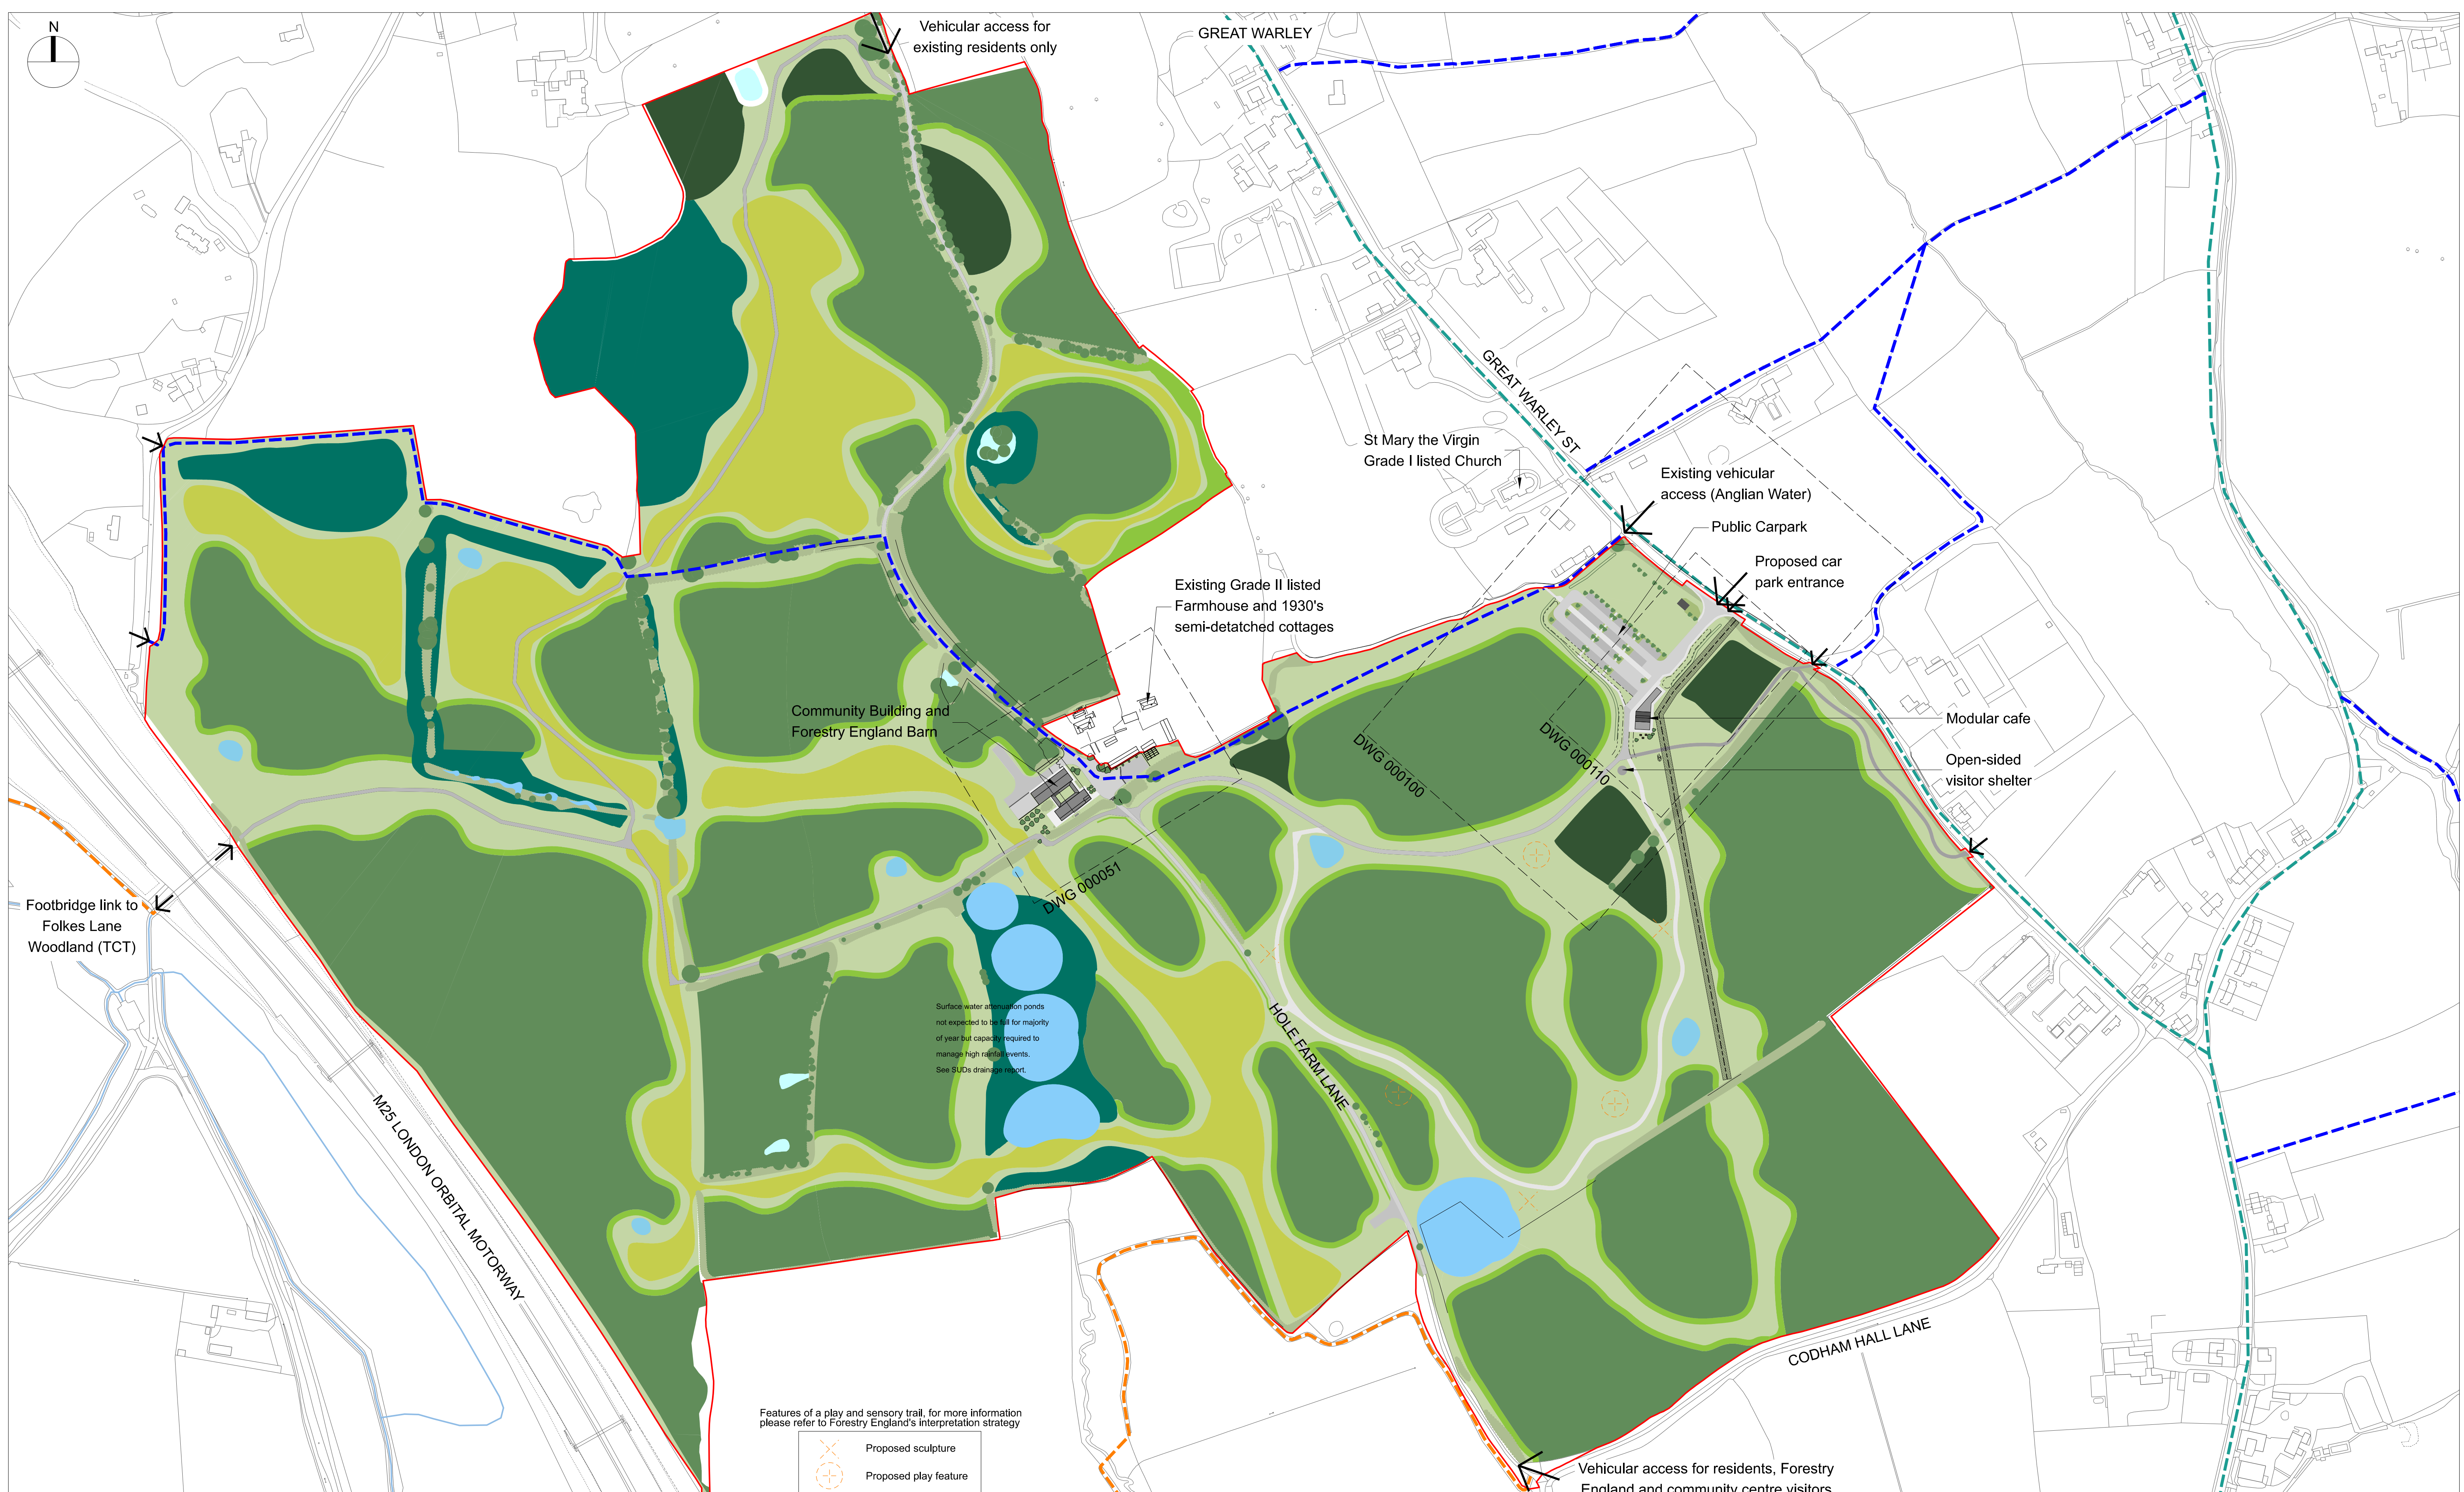 N
Vehicular access for
existing residents only
GREAT WARLEY
GREAT WARLEY ST
St Mary the Virgin
Grade I listed Church
Existing vehicular
access (Anglian Water)
Public Carpark
Proposed car
park entrance
Existing Grade II listed
Farmhouse and 1930's
semi-detatched cottages
Community Building and
Forestry England Barn
Modular cafe
Open-sided
visitor shelter
DWG 000100
DWG 000110
DWG 000051
Footbridge link to
Folkes Lane
Woodland (TCT)
Surface water attenuation ponds
not expected to be full for majority
of year but capacity required to
manage high rainfall events.
See SUDs drainage report.
HOLE FARM LANE
M25 LONDON ORBITAL MOTORWAY
CODHAM HALL LANE
Features of a play and sensory trail, for more information
please refer to Forestry England's interpretation strategy
Proposed sculpture
Proposed play feature
Vehicular access for residents, Forestry
England and community centre visitors